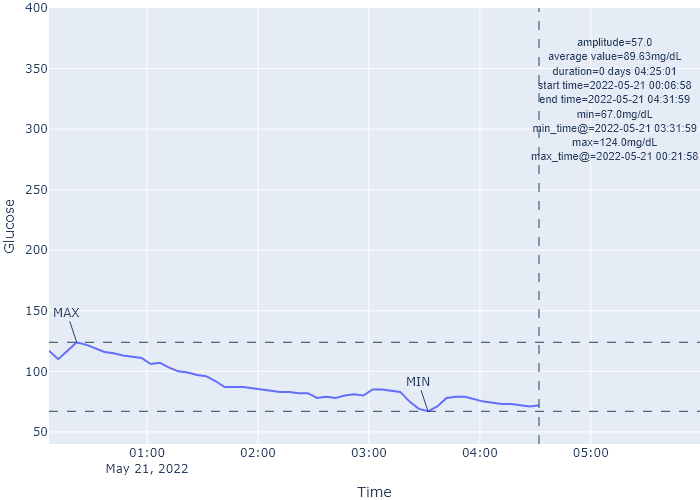 400
350
300
250
200
150
100
50
Glucose
amplitude=57.0
average value=89.63mg/dL
duration=0 days 04:25:01
start time=2022-05-21 00:06:58
end time=2022-05-21 04:31:59
min=67.0mg/dL
min_time@=2022-05-21 03:31:59
max=124.0mg/dL
max_time@=2022-05-21 00:21:58
MAX
MIN
01:00 02:00 03:00 04:00 05:00
May 21, 2022
Time